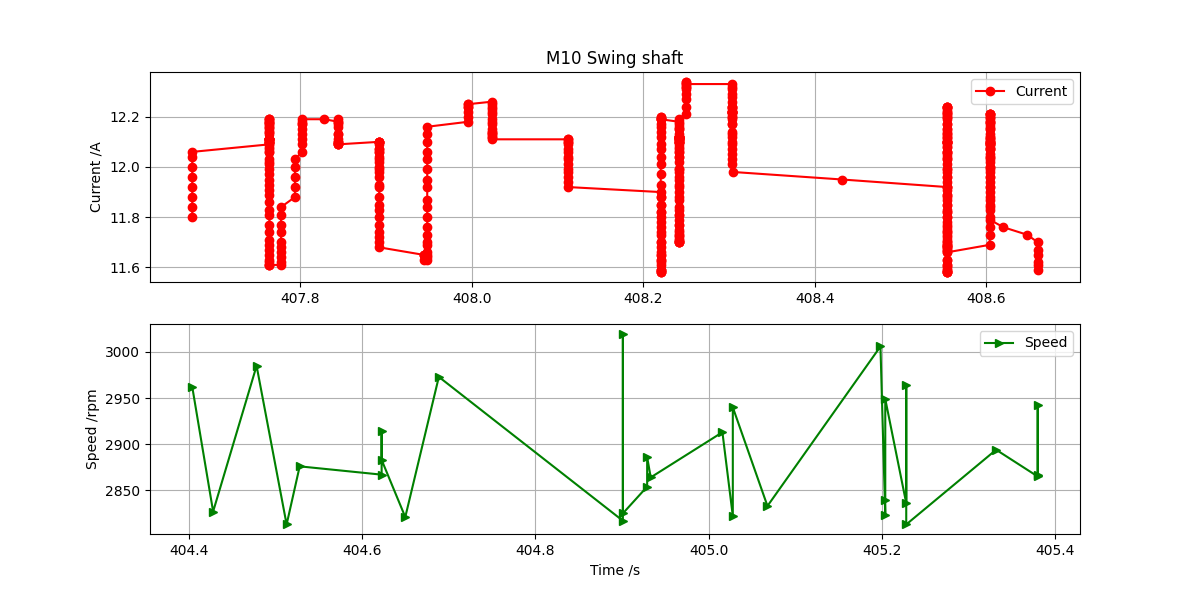 M10 Swing shaft
Current
Current /A
12.2
12.0
11.8
11.6
407.8 408.0 408.2 408.4 408.6
Speed
Speed /rpm
3000
2950
2900
2850
404.4 404.6 404.8 405.0 405.2 405.4
Time /s